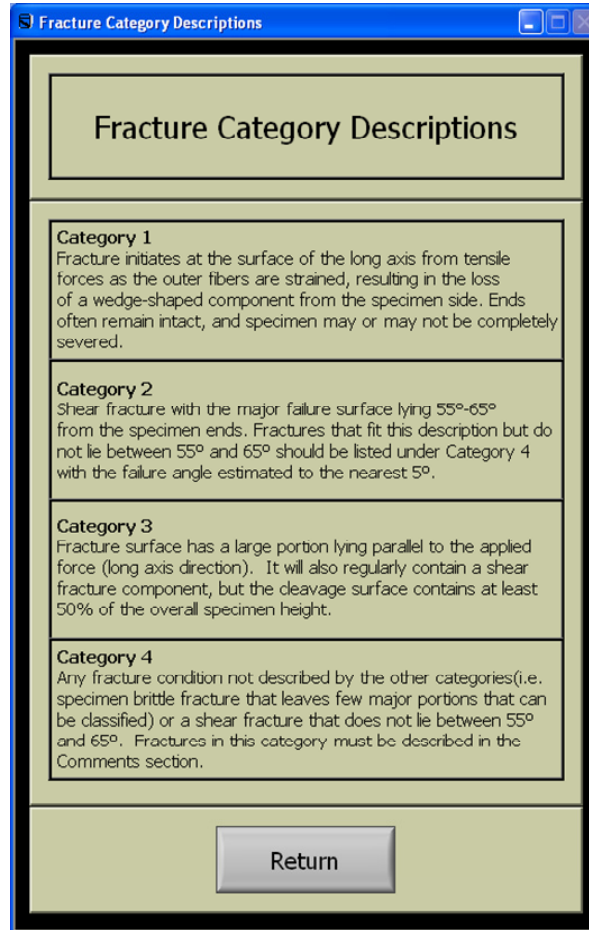 Fracture Category Descriptions
Fracture Category Descriptions
Category 1
Fracture initiates at the surface of the long axis from tensile
forces as the outer fibers are strained, resulting in the loss
of a wedge-shaped component from the specimen side. Ends
often remain intact, and specimen may or may not be completely
severed.
Category 2
Shear fracture with the major failure surface lying 55º-65º
from the specimen ends. Fractures that fit this description but do
not lie between 55º and 65º should be listed under Category 4
with the failure angle estimated to the nearest 5º.
Category 3
Fracture surface has a large portion lying parallel to the applied
force (long axis direction).  It will also regularly contain a shear
fracture component, but the cleavage surface contains at least
50% of the overall specimen height.
Category 4
Any fracture condition not described by the other categories(i.e.
specimen brittle fracture that leaves few major portions that can
be classified) or a shear fracture that does not lie between 55º
and 65º.  Fractures in this category must be described in the
Comments section.
Return